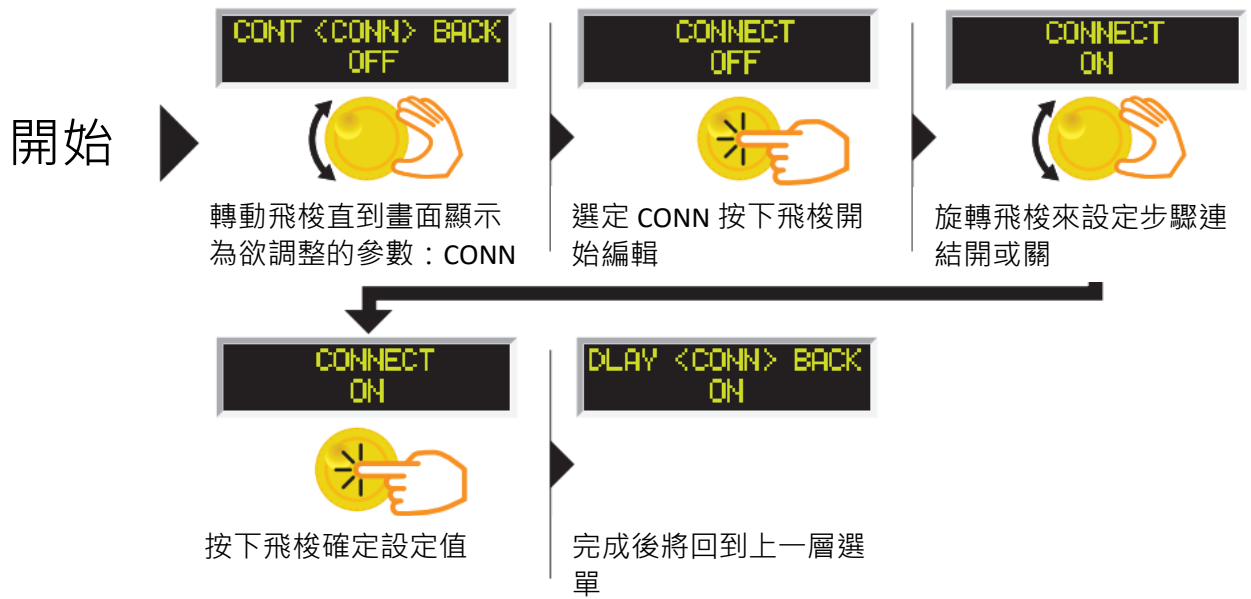 開始
CONT <CONN> BACK
OFF
轉動飛梭直到畫面顯示
為欲調整的參數：CONN
CONNECT
OFF
選定 CONN 按下飛梭開
始編輯
CONNECT
ON
旋轉飛梭來設定步驟連
結開或關
CONNECT
ON
按下飛梭確定設定值
DLAY <CONN> BACK
ON
完成後將回到上一層選
單